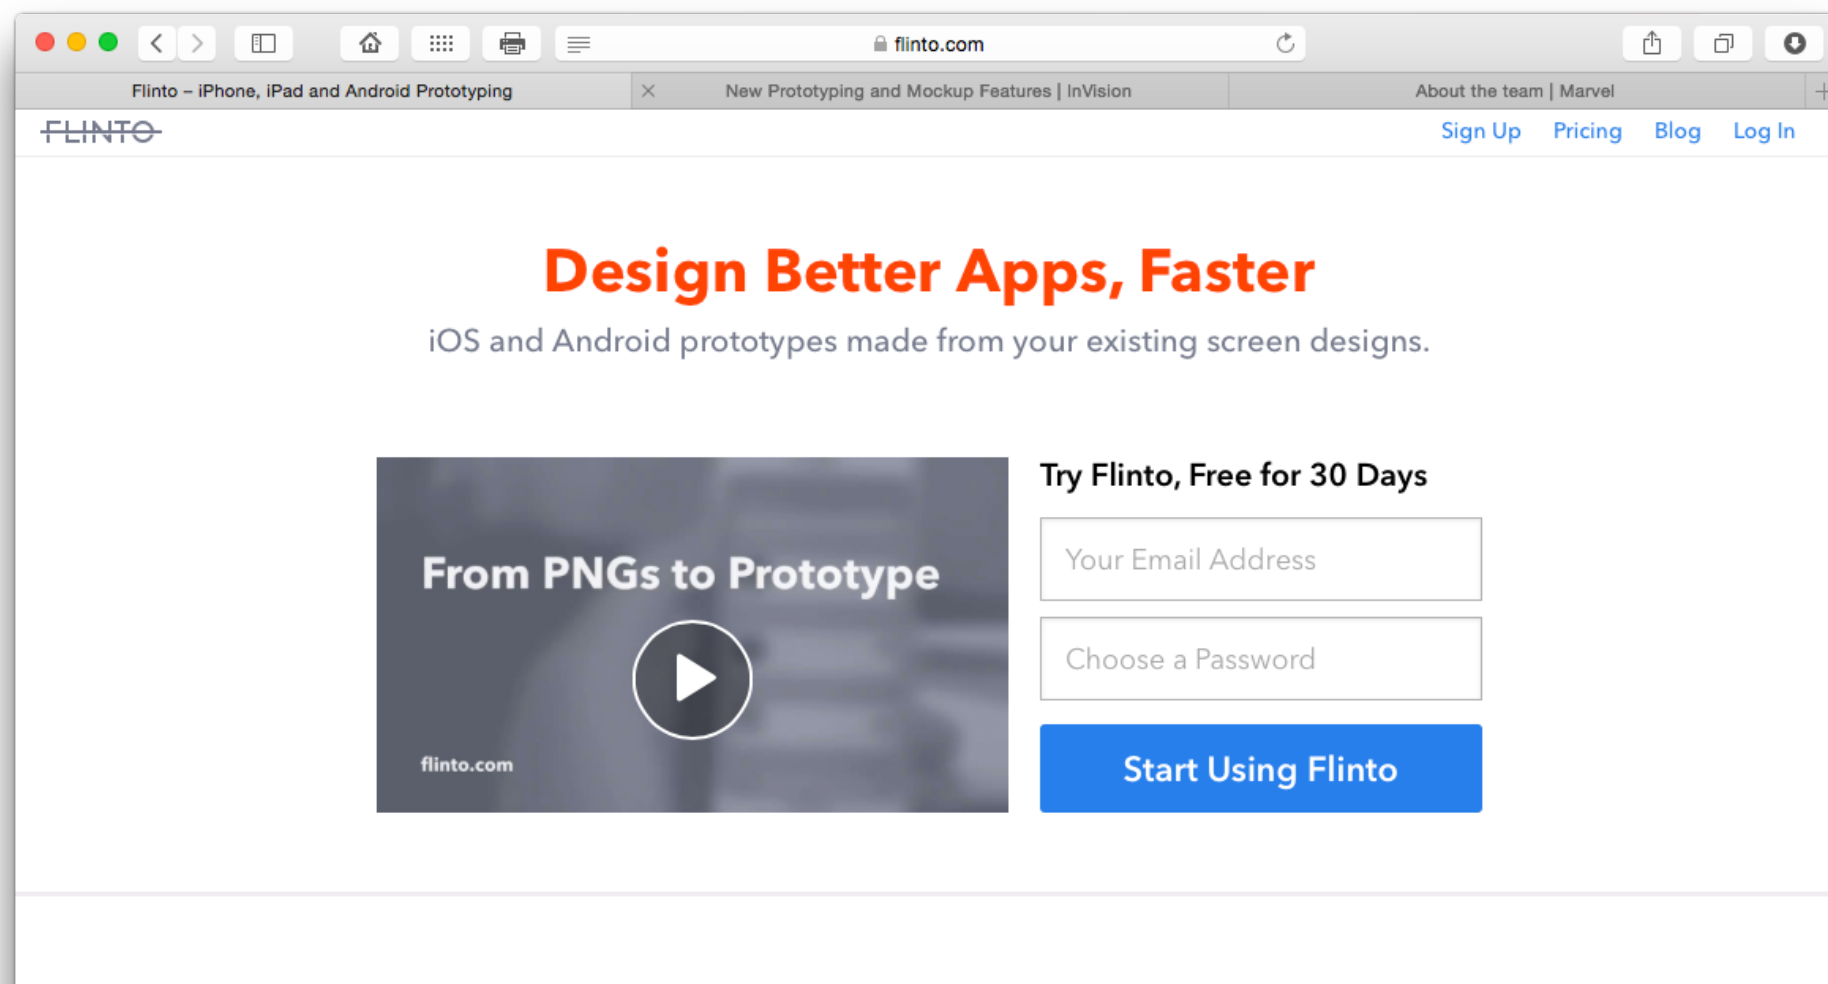 flinto.com
Flinto – iPhone, iPad and Android Prototyping
New Prototyping and Mockup Features | InVision
About the team | Marvel
FLINTO
Sign Up
Pricing
Blog
Log In
Design Better Apps, Faster
iOS and Android prototypes made from your existing screen designs.
From PNGs to Prototype
flinto.com
Try Flinto, Free for 30 Days
Your Email Address
Choose a Password
Start Using Flinto